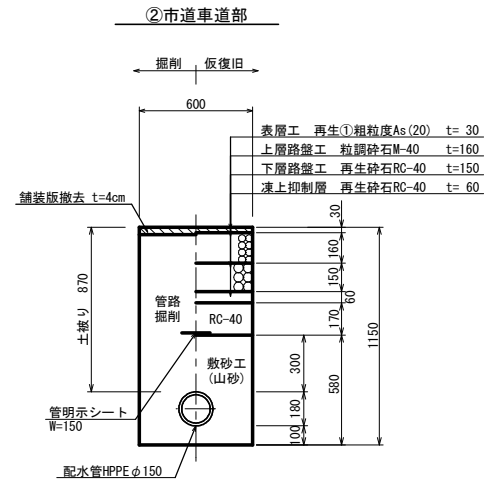 ②市道車道部
掘削 仮復旧
600
表層工 再生①粗粒度As(20) t= 30
上層路盤工 粒調砕石M-40 t=160
下層路盤工 再生砕石RC-40 t=150
凍上抑制層 再生砕石RC-40 t= 60
舗装版撤去 t=4cm
30
160
150
60
170
580
1150
土被り 870
管路
掘削
RC-40
敷砂工
(山砂)
300
180
100
管明示シート
W=150
配水管HPPEφ150